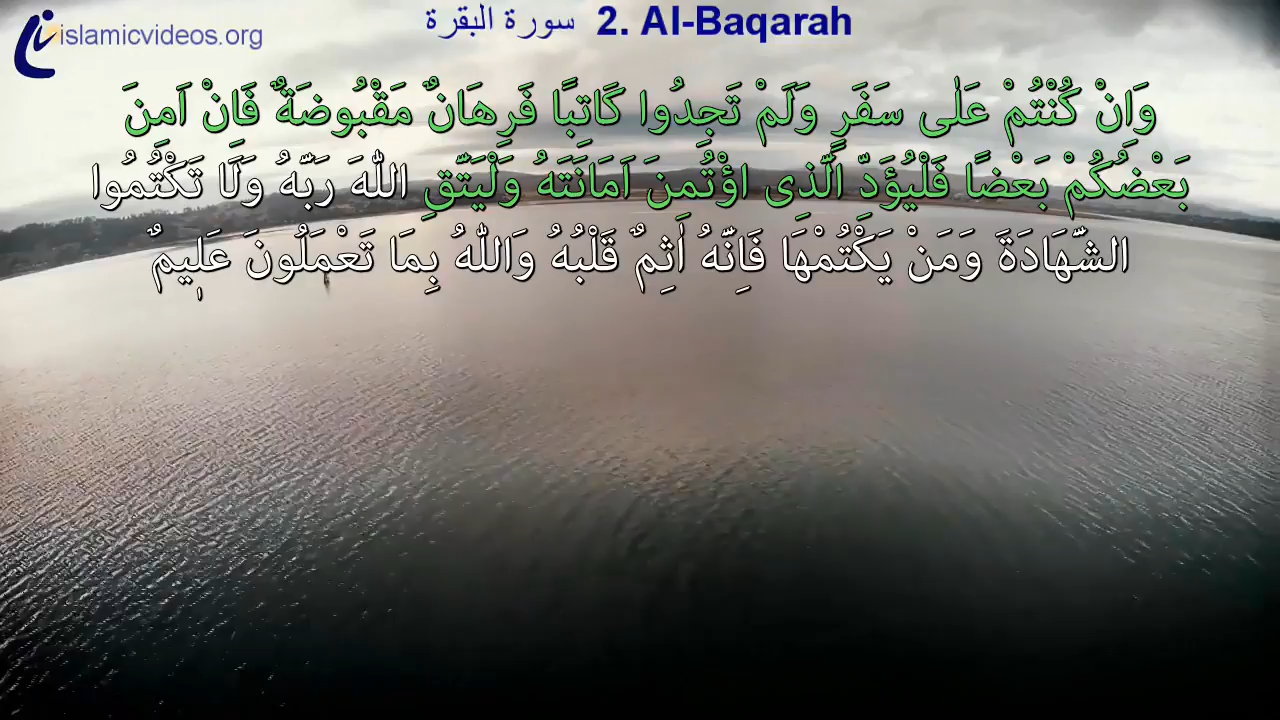 سورة البقرة 2. Al-Baqarah
islamicvideos.org
وَاِنْ كُنْتُمْ عَلٰى سَفَرٍ وَلَمْ تَجِدُوا كَاتِبًا فَرِهَانٌ مَقْبُوضَةٌ فَاِنْ اَمِنَ
بَعْضُكُمْ بَعْضًا فَلْيُؤَدِّ الَّذِى اؤْتُمِنَ اَمَانَتَهُ وَلْيَتَّقِ اللّٰهَ رَبَّهُ وَلَا تَكْتُمُوا
الشَّهَادَةَ وَمَنْ يَكْتُمْهَا فَاِنَّهُ اٰثِمٌ قَلْبُهُ وَاللّٰهُ بِمَا تَعْمَلُونَ عَلٖيمٌ